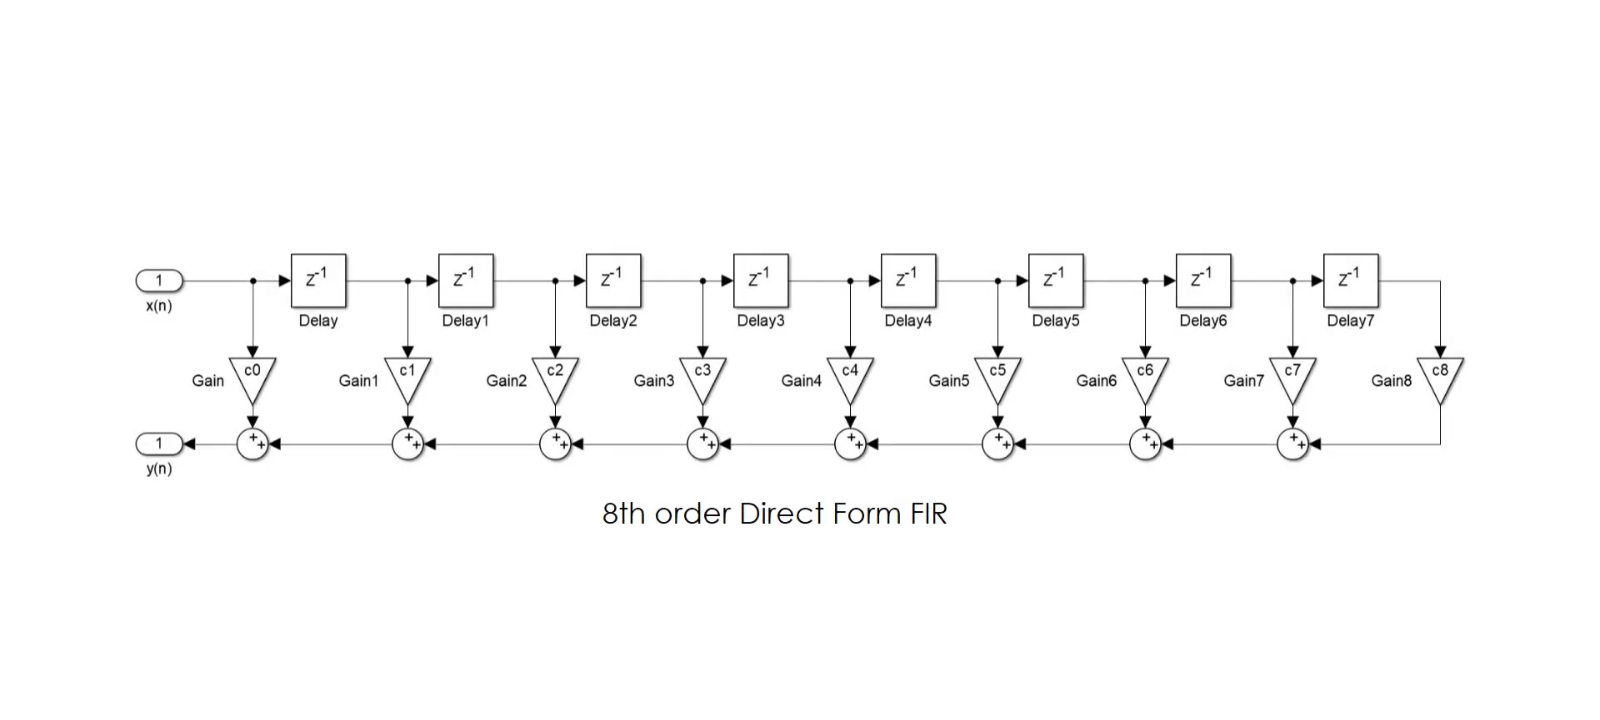 1
x(n)
z-1 z-1 z-1 z-1 z-1 z-1 z-1 z-1
Delay Delay1 Delay2 Delay3 Delay4 Delay5 Delay6 Delay7
c0 c1 c2 c3 c4 c5 c6 c7 c8
Gain Gain1 Gain2 Gain3 Gain4 Gain5 Gain6 Gain7 Gain8
1 ++ ++ ++ ++ ++ ++ ++ ++
y(n)
8th order Direct Form FIR